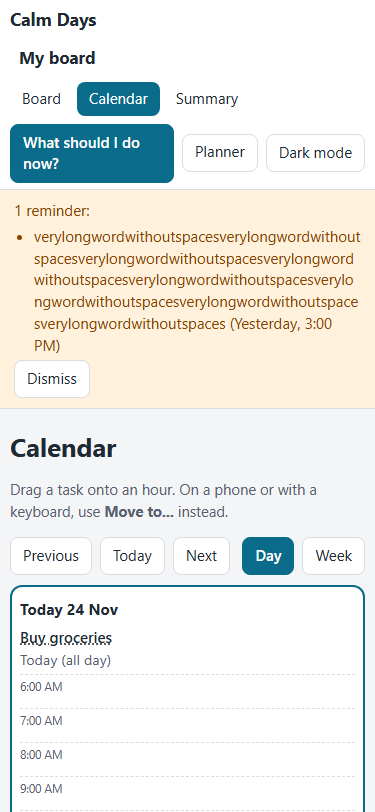 Calm Days
My board
Board Calendar Summary
What should I do
now?
Planner Dark mode
1 reminder:
• verylongwordwithoutspacesverylongwordwithout
spacesverylongwordwithoutspacesverylongword
withoutspacesverylongwordwithoutspacesverylo
ngwordwithoutspacesverylongwordwithoutspace
sverylongwordwithoutspaces (Yesterday, 3:00
PM)
Dismiss
Calendar
Drag a task onto an hour. On a phone or with a
keyboard, use Move to... instead.
Previous Today Next Day Week
Today 24 Nov
Buy groceries
Today (all day)
6:00 AM
7:00 AM
8:00 AM
9:00 AM